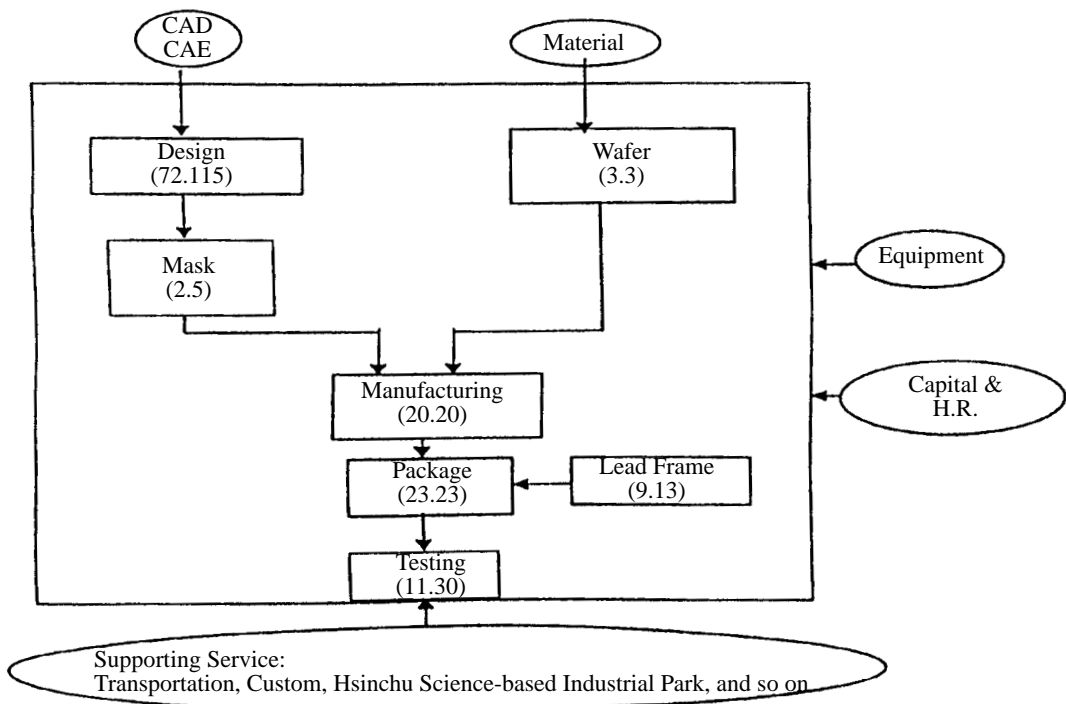 CAD
CAE
Material
Design
(72.115)
Wafer
(3.3)
Mask
(2.5)
Equipment
Manufacturing
(20.20)
Capital &
H.R.
Package
(23.23)
Lead Frame
(9.13)
Testing
(11.30)
Supporting Service:
Transportation, Custom, Hsinchu Science-based Industrial Park, and so on